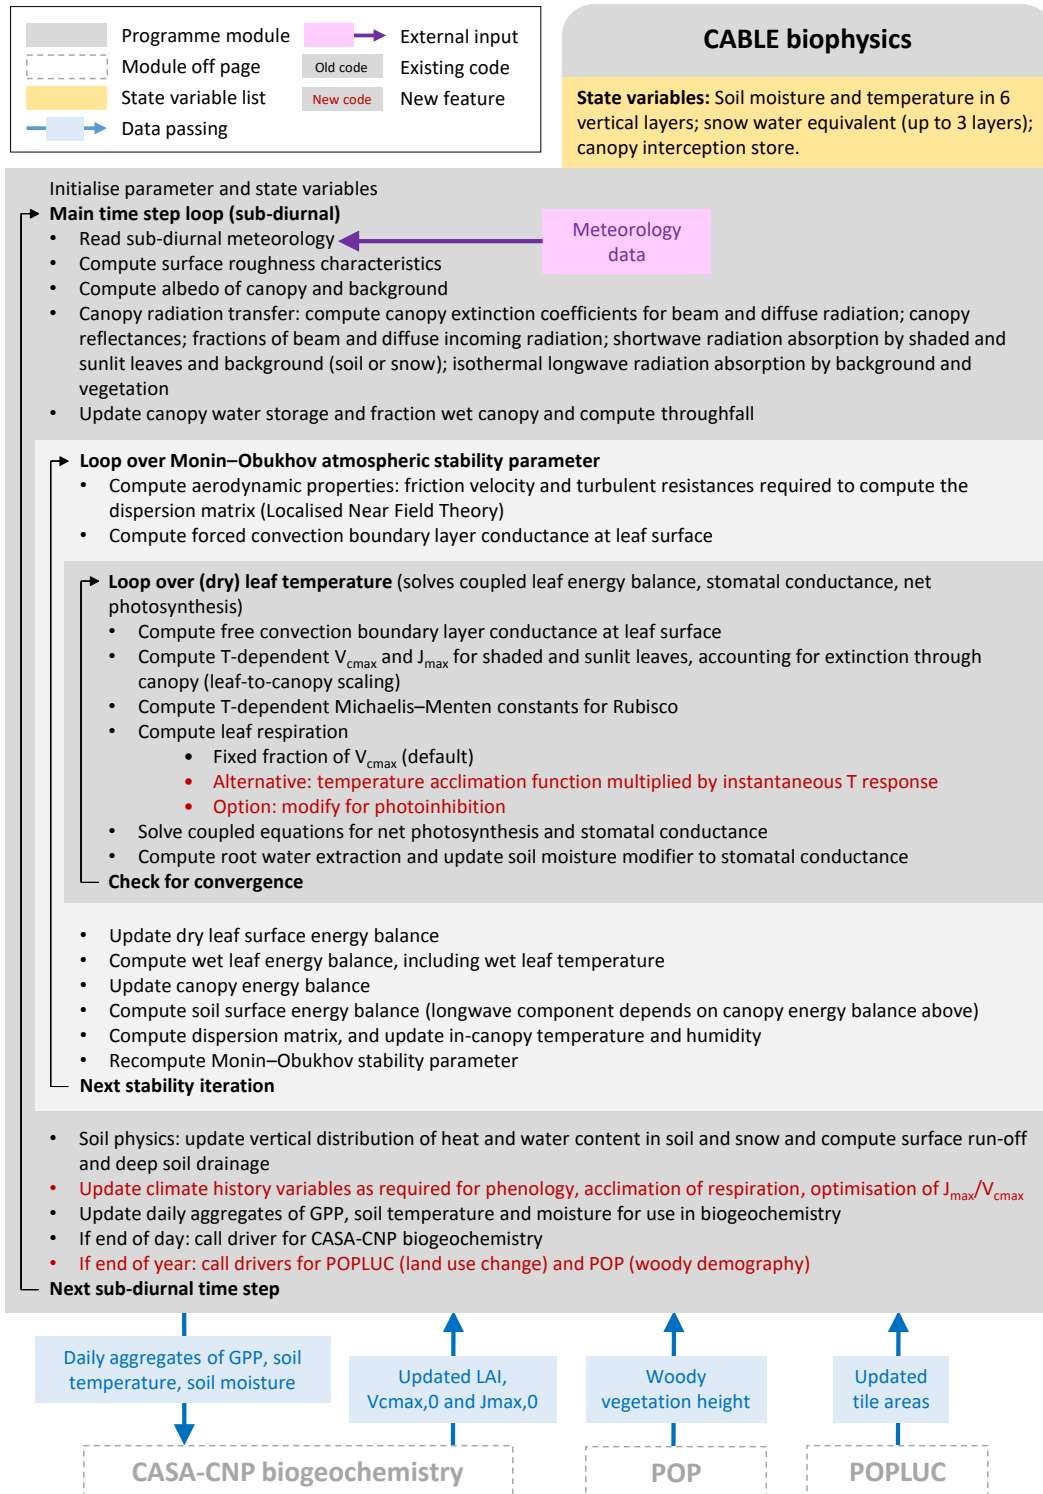 Programme module
External input
Module off page
Old code
Existing code
State variable list
New code
New feature
Data passing
CABLE biophysics
State variables: Soil moisture and temperature in 6
vertical layers; snow water equivalent (up to 3 layers);
canopy interception store.
Initialise parameter and state variables
Main time step loop (sub-diurnal)
• Read sub-diurnal meteorology
Meteorology
data
• Compute surface roughness characteristics
• Compute albedo of canopy and background
• Canopy radiation transfer: compute canopy extinction coefficients for beam and diffuse radiation; canopy
reflectances; fractions of beam and diffuse incoming radiation; shortwave radiation absorption by shaded and
sunlit leaves and background (soil or snow); isothermal longwave radiation absorption by background and
vegetation
• Update canopy water storage and fraction wet canopy and compute throughfall
Loop over Monin–Obukhov atmospheric stability parameter
• Compute aerodynamic properties: friction velocity and turbulent resistances required to compute the
dispersion matrix (Localised Near Field Theory)
• Compute forced convection boundary layer conductance at leaf surface
Loop over (dry) leaf temperature (solves coupled leaf energy balance, stomatal conductance, net
photosynthesis)
• Compute free convection boundary layer conductance at leaf surface
• Compute T-dependent Vcmax and Jmax for shaded and sunlit leaves, accounting for extinction through
canopy (leaf-to-canopy scaling)
• Compute T-dependent Michaelis–Menten constants for Rubisco
• Compute leaf respiration
• Fixed fraction of Vcmax (default)
• Alternative: temperature acclimation function multiplied by instantaneous T response
• Option: modify for photoinhibition
• Solve coupled equations for net photosynthesis and stomatal conductance
• Compute root water extraction and update soil moisture modifier to stomatal conductance
Check for convergence
• Update dry leaf surface energy balance
• Compute wet leaf energy balance, including wet leaf temperature
• Update canopy energy balance
• Compute soil surface energy balance (longwave component depends on canopy energy balance above)
• Compute dispersion matrix, and update in-canopy temperature and humidity
• Recompute Monin–Obukhov stability parameter
Next stability iteration
• Soil physics: update vertical distribution of heat and water content in soil and snow and compute surface run-off
and deep soil drainage
• Update climate history variables as required for phenology, acclimation of respiration, optimisation of Jmax/Vcmax
• Update daily aggregates of GPP, soil temperature and moisture for use in biogeochemistry
• If end of day: call driver for CASA-CNP biogeochemistry
• If end of year: call drivers for POPLUC (land use change) and POP (woody demography)
Next sub-diurnal time step
Daily aggregates of GPP, soil
temperature, soil moisture
Updated LAI,
Vcmax,0 and Jmax,0
Woody
vegetation height
Updated
tile areas
CASA-CNP biogeochemistry
POP
POPLUC